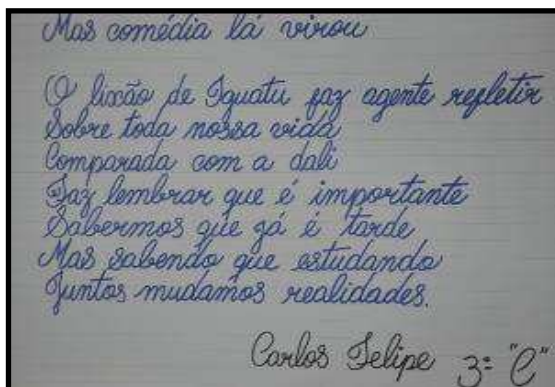 Mas comédia lá virou
O lixão de Iguatu faz agente refletir
Sobre toda nossa vida
Comparada com a dali
Faz lembrar que é importante
Sabermos que já é tarde
Mas sabendo que estudando
Juntos mudamos realidades.
Carlos Felipe 3º "C"